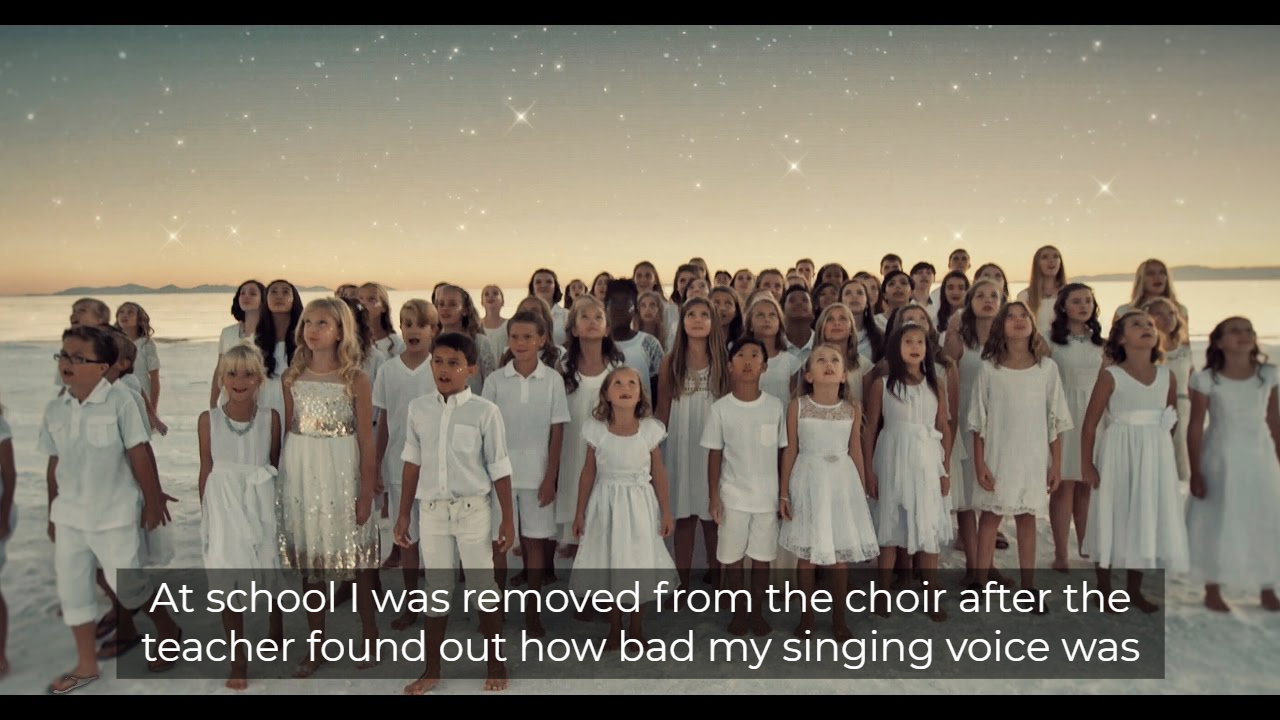 At school I was removed from the choir after the
teacher found out how bad my singing voice was